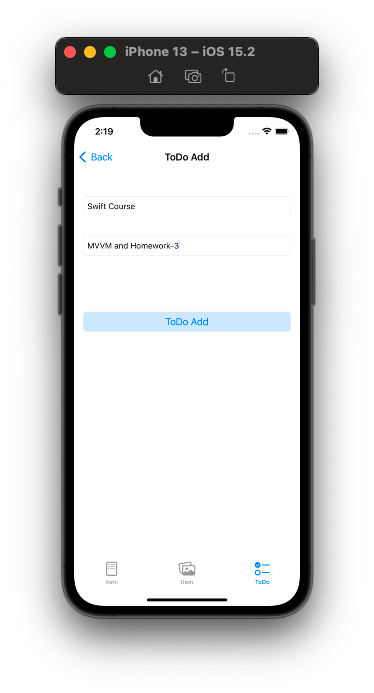 iPhone 13 – iOS 15.2
2:19
Back
ToDo Add
Swift Course
MVVM and Homework-3
ToDo Add
Item
Item
ToDo